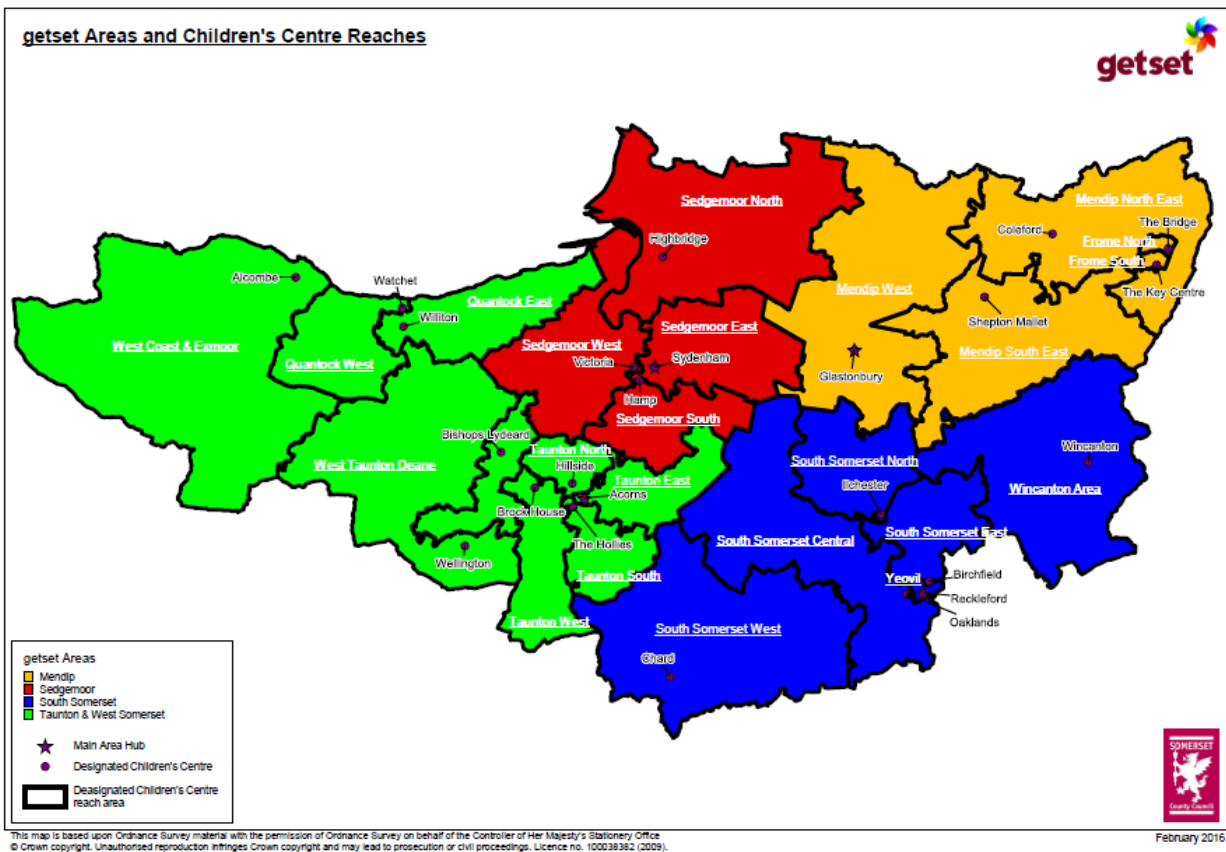 getset Areas and Children's Centre Reaches
getset
Sedgemoor North
Mendip North East
The Bridge
Coleford
Frome North
Highbridge
Frome South
Alcombe
Watchet
The Key Centre
Quantock East
Mendip West
Williton
Shepton Mallet
Sedgemoor East
West Coast & Exmoor
Sedgemoor West
Mendip South East
Quantock West
Victoria
Sydenham
Glastonbury
Hamp
Sedgemoor South
Bishops Lydeard
Wincanton
Taunton North
West Taunton Deane
South Somerset North
Hillside
Taunton East
Ilchester
Wincanton Area
Acorns
Brock House
South Somerset East
The Hollies
South Somerset Central
Wellington
Taunton South
Yeovil
Birchfield
Reckleford
Taunton West
Oaklands
South Somerset West
Chard
getset Areas
Mendip
Sedgemoor
South Somerset
Taunton & West Somerset
Main Area Hub
Designated Children's Centre
Deasignated Children's Centre
reach area
SOMERSET
County Council
This map is based upon Ordnance Survey material with the permission of Ordnance Survey on behalf of the Controller of Her Majesty's Stationery Office
© Crown copyright. Unauthorised reproduction infringes Crown copyright and may lead to prosecution or civil proceedings. Licence no. 100038382 (2009).
February 2016